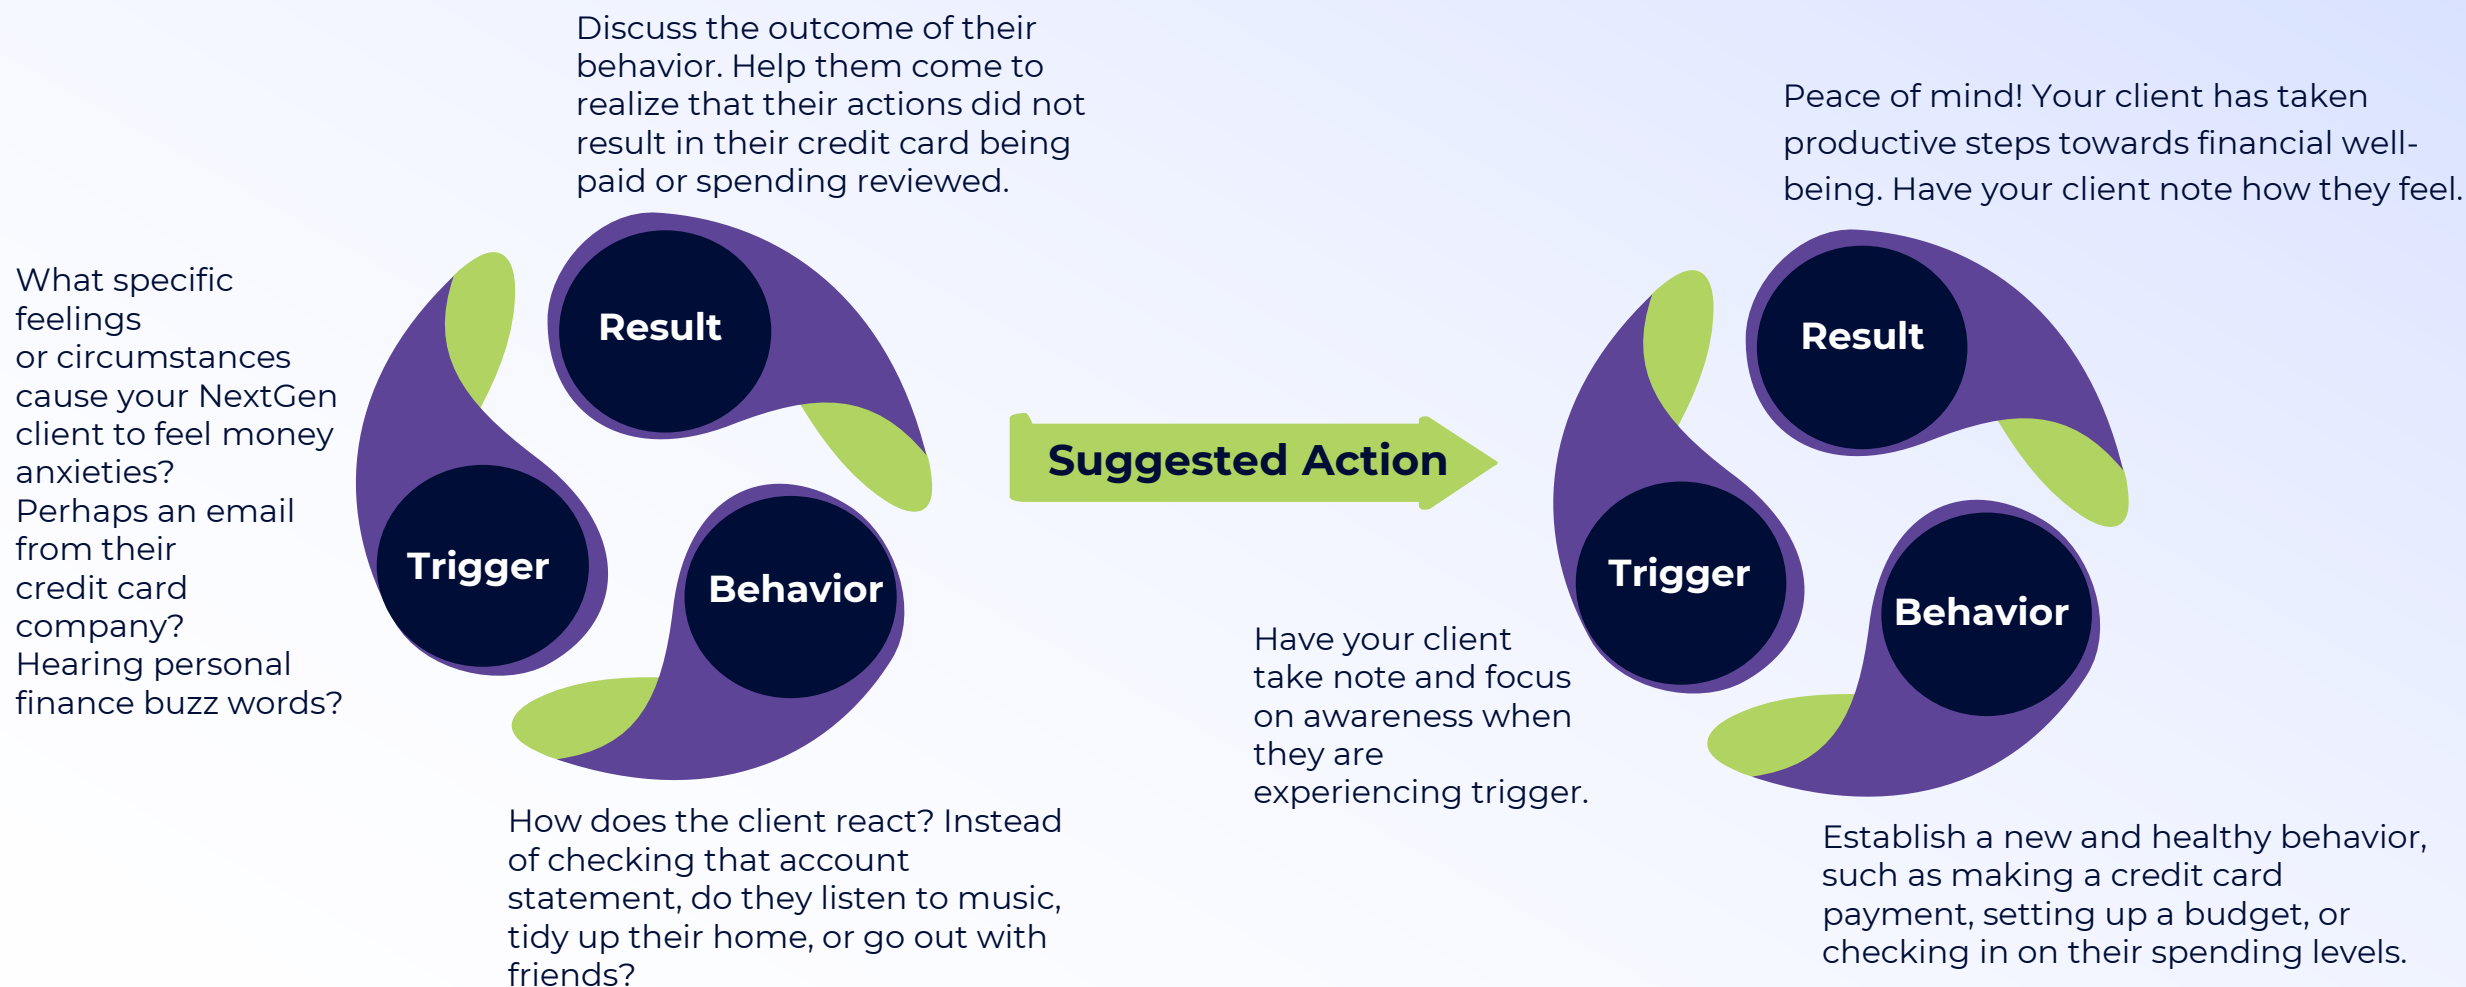 Discuss the outcome of their
behavior. Help them come to
realize that their actions did not
result in their credit card being
paid or spending reviewed.
What specific
feelings
or circumstances
cause your NextGen
client to feel money
anxieties?
Perhaps an email
from their
credit card
company?
Hearing personal
finance buzz words?
Result
Trigger
Behavior
How does the client react? Instead
of checking that account
statement, do they listen to music,
tidy up their home, or go out with
friends?
Suggested Action
Peace of mind! Your client has taken
productive steps towards financial well-
being. Have your client note how they feel.
Result
Trigger
Behavior
Have your client
take note and focus
on awareness when
they are
experiencing trigger.
Establish a new and healthy behavior,
such as making a credit card
payment, setting up a budget, or
checking in on their spending levels.